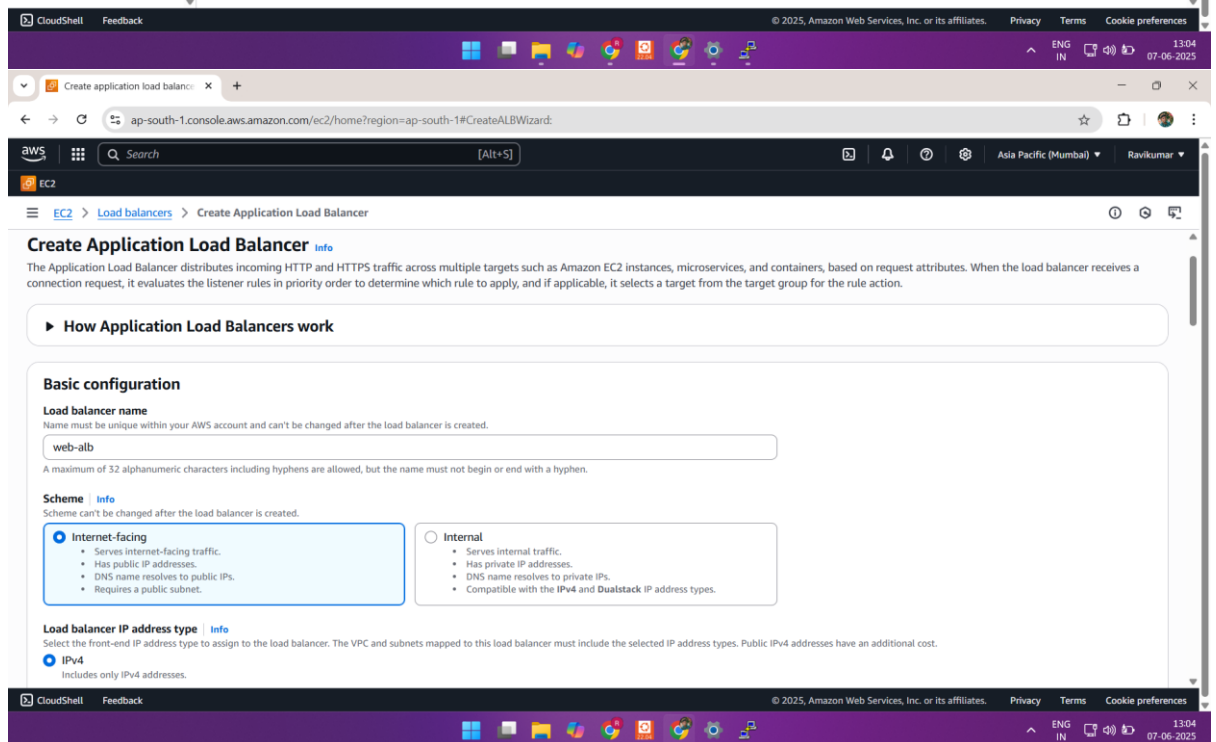 CloudShell Feedback © 2025, Amazon Web Services, Inc. or its affiliates. Privacy Terms Cookie preferences
ENG 13:04
IN 07-06-2025
Create application load balance
ap-south-1.console.aws.amazon.com/ec2/home?region=ap-south-1#CreateALBWizard:
aws Search [Alt+S] Asia Pacific (Mumbai) Ravikumar
EC2
EC2 > Load balancers > Create Application Load Balancer
Create Application Load Balancer Info
The Application Load Balancer distributes incoming HTTP and HTTPS traffic across multiple targets such as Amazon EC2 instances, microservices, and containers, based on request attributes. When the load balancer receives a
connection request, it evaluates the listener rules in priority order to determine which rule to apply, and if applicable, it selects a target from the target group for the rule action.
How Application Load Balancers work
Basic configuration
Load balancer name
Name must be unique within your AWS account and can't be changed after the load balancer is created.
web-alb
A maximum of 32 alphanumeric characters including hyphens are allowed, but the name must not begin or end with a hyphen.
Scheme Info
Scheme can't be changed after the load balancer is created.
Internet-facing
• Serves internet-facing traffic.
• Has public IP addresses.
• DNS name resolves to public IPs.
• Requires a public subnet.
Internal
• Serves internal traffic.
• Has private IP addresses.
• DNS name resolves to private IPs.
• Compatible with the IPv4 and Dualstack IP address types.
Load balancer IP address type Info
Select the front-end IP address type to assign to the load balancer. The VPC and subnets mapped to this load balancer must include the selected IP address types. Public IPv4 addresses have an additional cost.
IPv4
Includes only IPv4 addresses.
CloudShell Feedback © 2025, Amazon Web Services, Inc. or its affiliates. Privacy Terms Cookie preferences
ENG 13:04
IN 07-06-2025